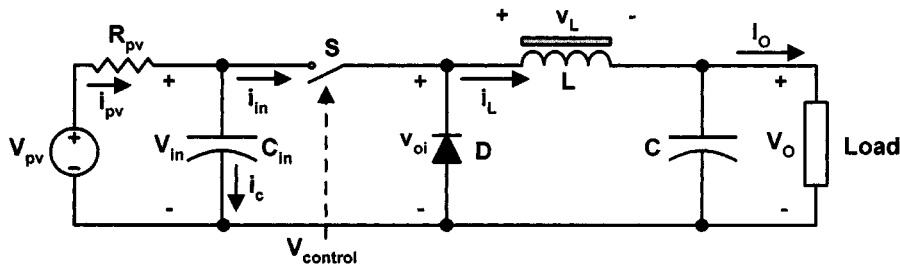 + v_L -
R_pv
S
I_O
+
+
L
+
i_pv
i_in
i_L
+
-
V_pv
V_in
C_in
v_oi
D
C
V_O
Load
i_c
-
-
-
V_control